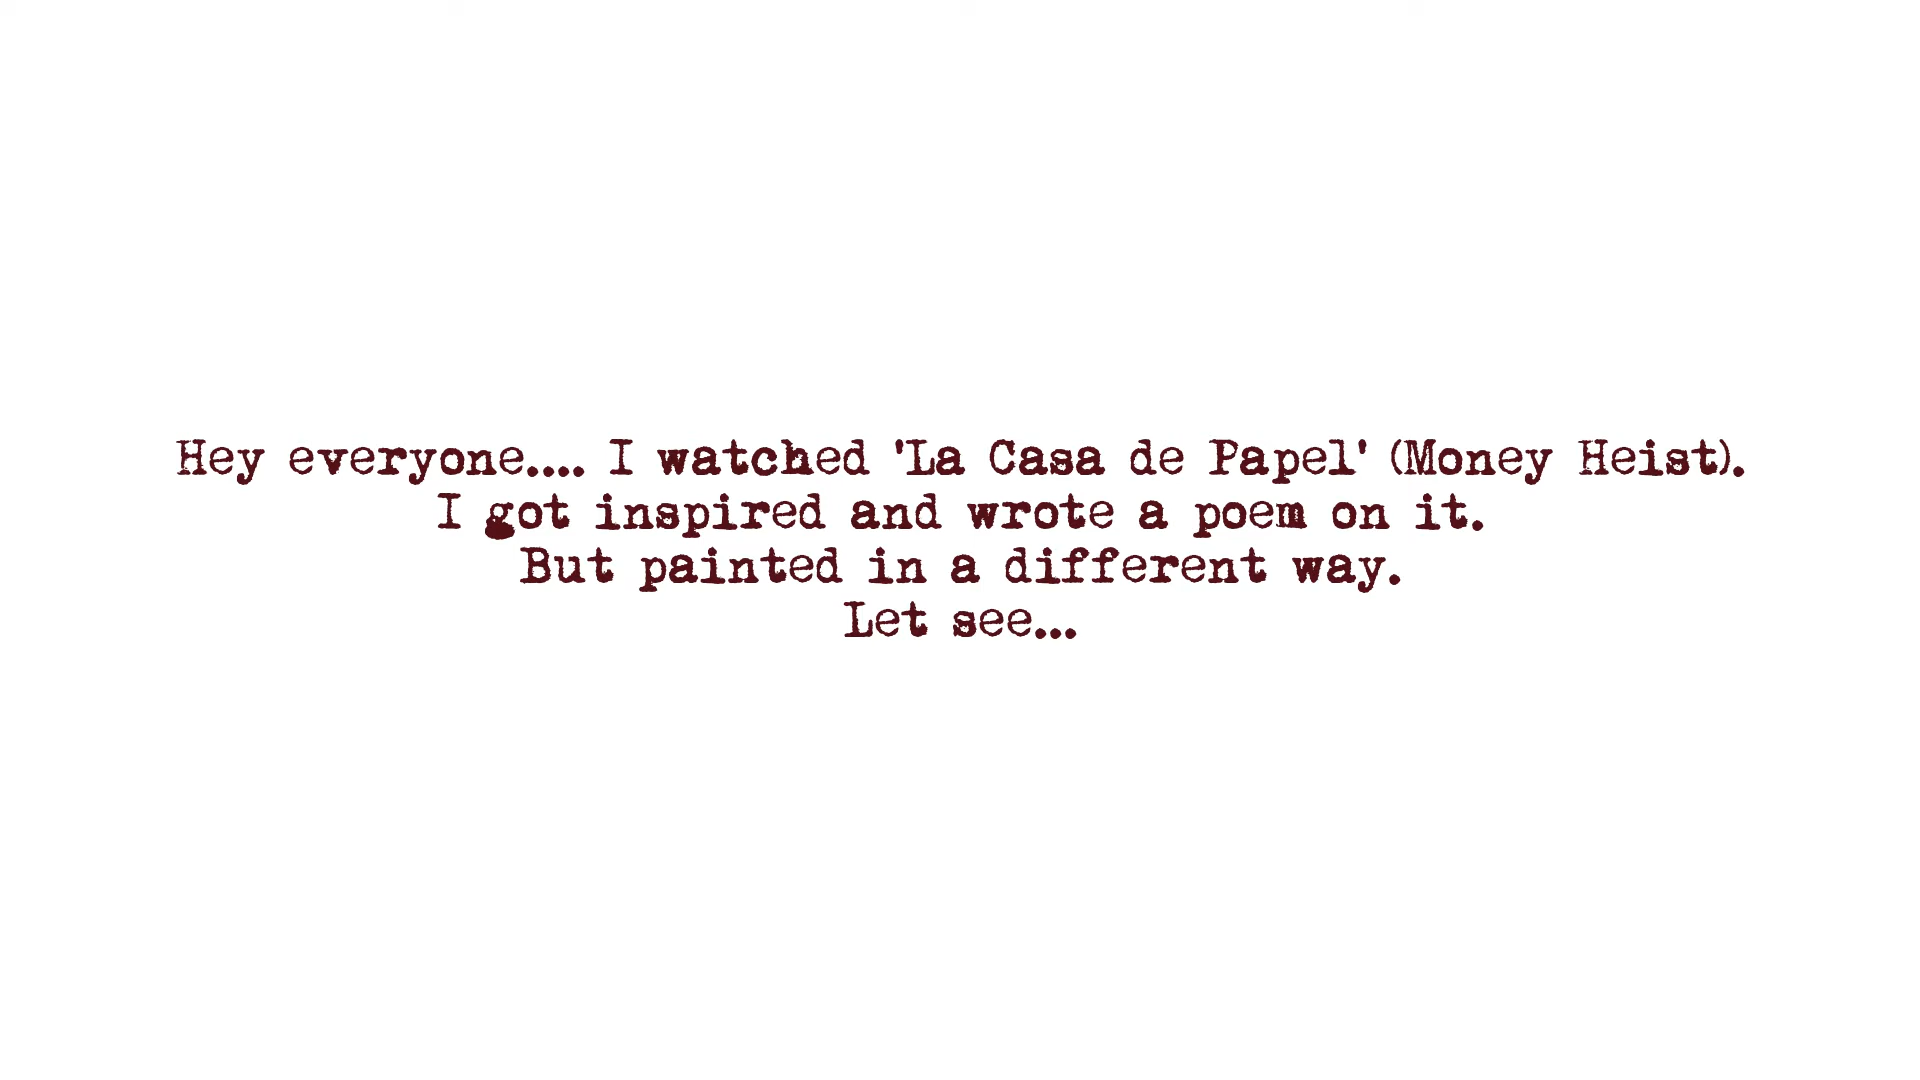 Hey everyone.... I watched 'La Casa de Papel' (Money Heist).
I got inspired and wrote a poem on it.
But painted in a different way.
Let see...